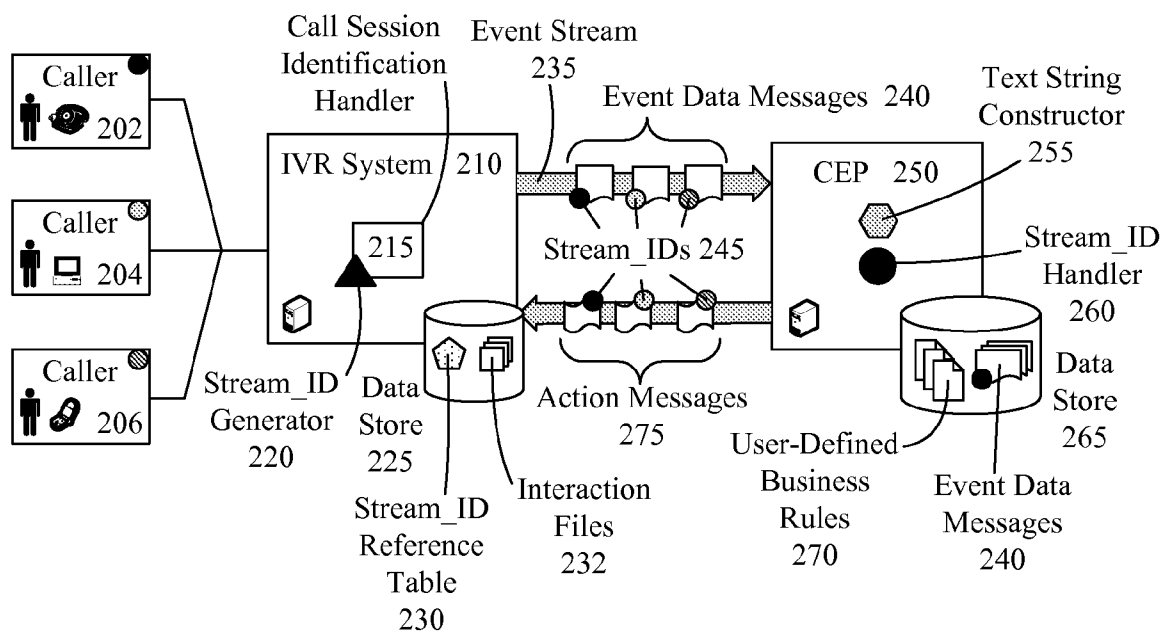 Call Session
Identification
Handler
Event Stream
235
Event Data Messages 240
Text String
Constructor
255
Caller
202
Caller
204
Caller
206
IVR System 210
215
Stream_IDs 245
CEP 250
Stream_ID
Handler
260
Stream_ID
Generator
220
Data
Store
225
Stream_ID
Reference
Table
230
Interaction
Files
232
Action Messages
275
User-Defined
Business
Rules
270
Event Data
Messages
240
Data
Store
265